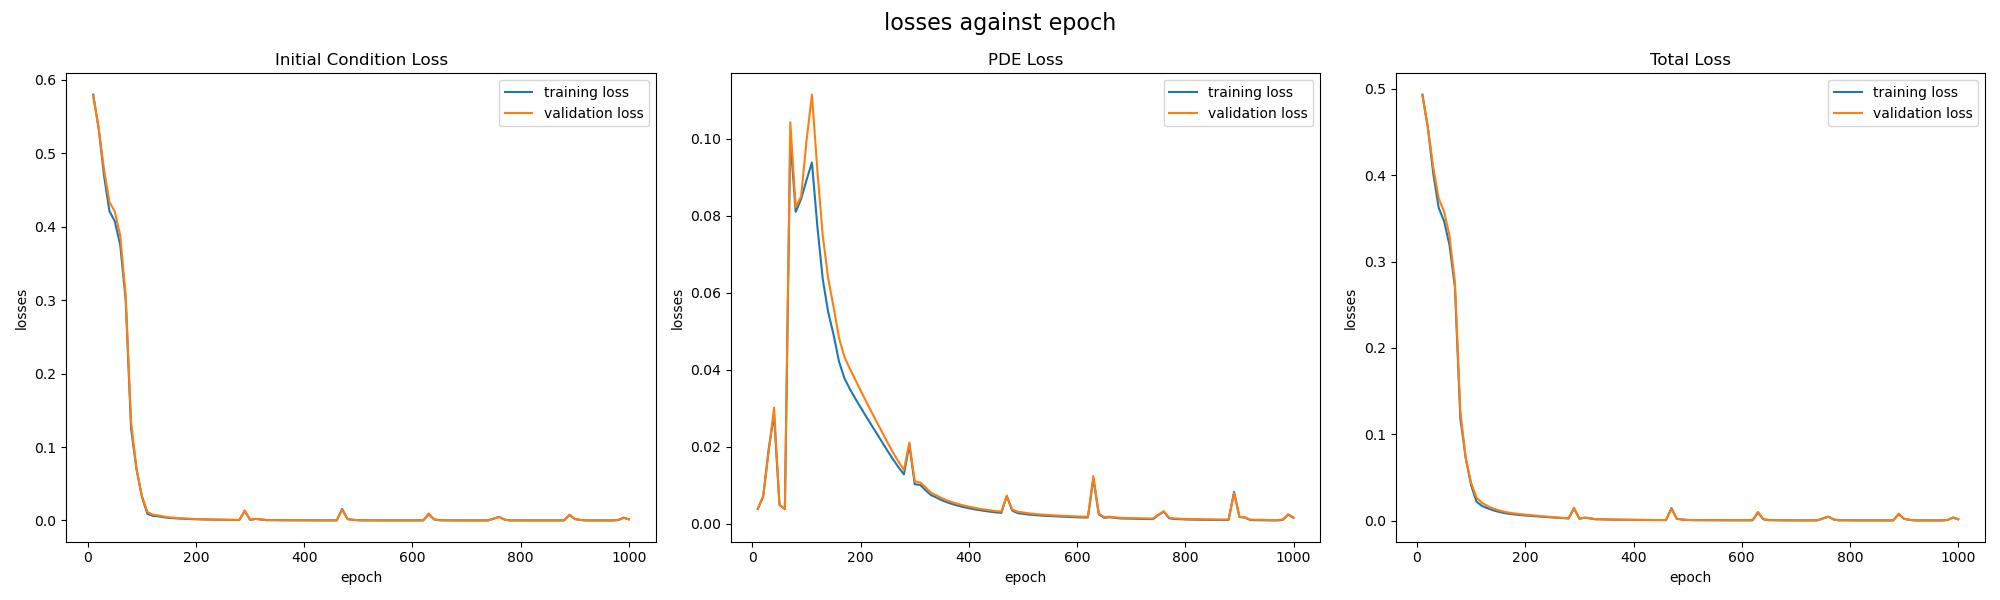 losses against epoch
Initial Condition Loss
0.6
0.5
0.4
0.3
0.2
0.1
0.0
losses
0 200 400 600 800 1000
epoch
training loss
validation loss
PDE Loss
0.10
0.08
0.06
0.04
0.02
0.00
losses
0 200 400 600 800 1000
epoch
training loss
validation loss
Total Loss
0.5
0.4
0.3
0.2
0.1
0.0
losses
0 200 400 600 800 1000
epoch
training loss
validation loss